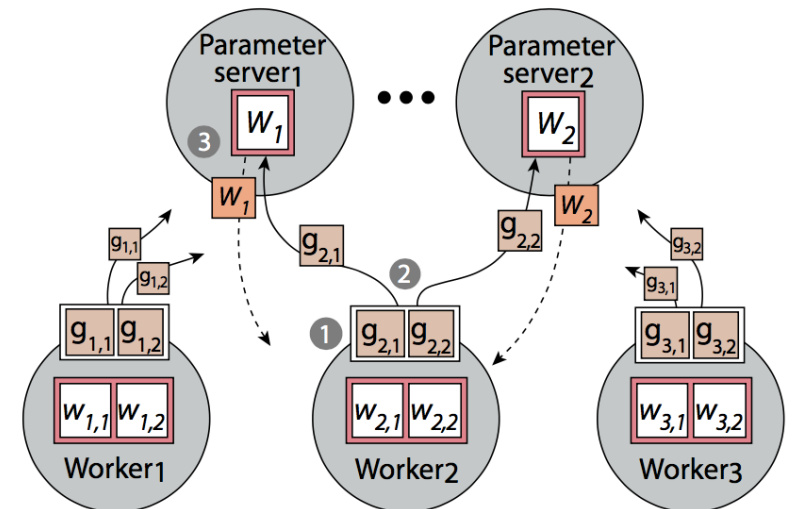 Parameter
server1
W1
3
W1
Parameter
server2
W2
W2
g1,1
g1,2
g2,1
g2,2
g3,2
g3,1
2
1
g1,1 g1,2
g2,1 g2,2
g3,1 g3,2
w1,1 w1,2
w2,1 w2,2
w3,1 w3,2
Worker1
Worker2
Worker3